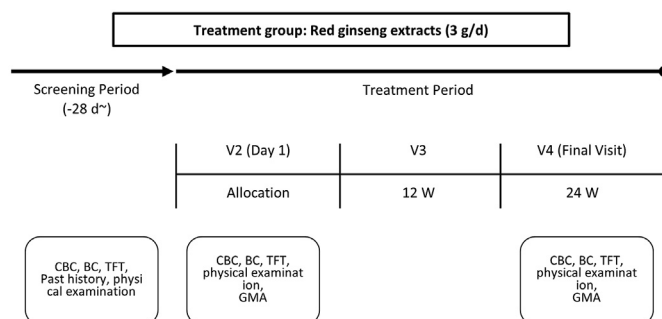 Treatment group: Red ginseng extracts (3 g/d)
Screening Period
(-28 d~)
Treatment Period
V2 (Day 1)
V3
V4 (Final Visit)
Allocation
12 W
24 W
CBC, BC, TFT,
Past history, physi
cal examination
CBC, BC, TFT,
physical examinat
ion,
GMA
CBC, BC, TFT,
physical examinat
ion,
GMA